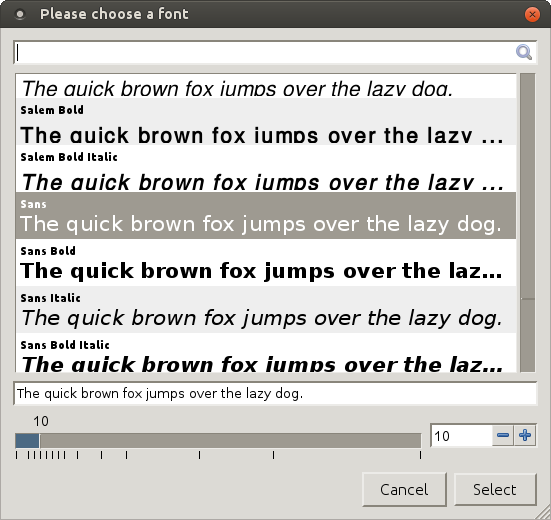 Please choose a font
The quick brown fox jumps over the lazy dog.
Salem Bold
The quick brown fox jumps over the lazy ...
Salem Bold Italic
The quick brown fox jumps over the lazy ...
Sans
The quick brown fox jumps over the lazy dog.
Sans Bold
The quick brown fox jumps over the laz...
Sans Italic
The quick brown fox jumps over the lazy dog.
Sans Bold Italic
The quick brown fox jumps over the laz...
The quick brown fox jumps over the lazy dog.
10
10
Cancel
Select